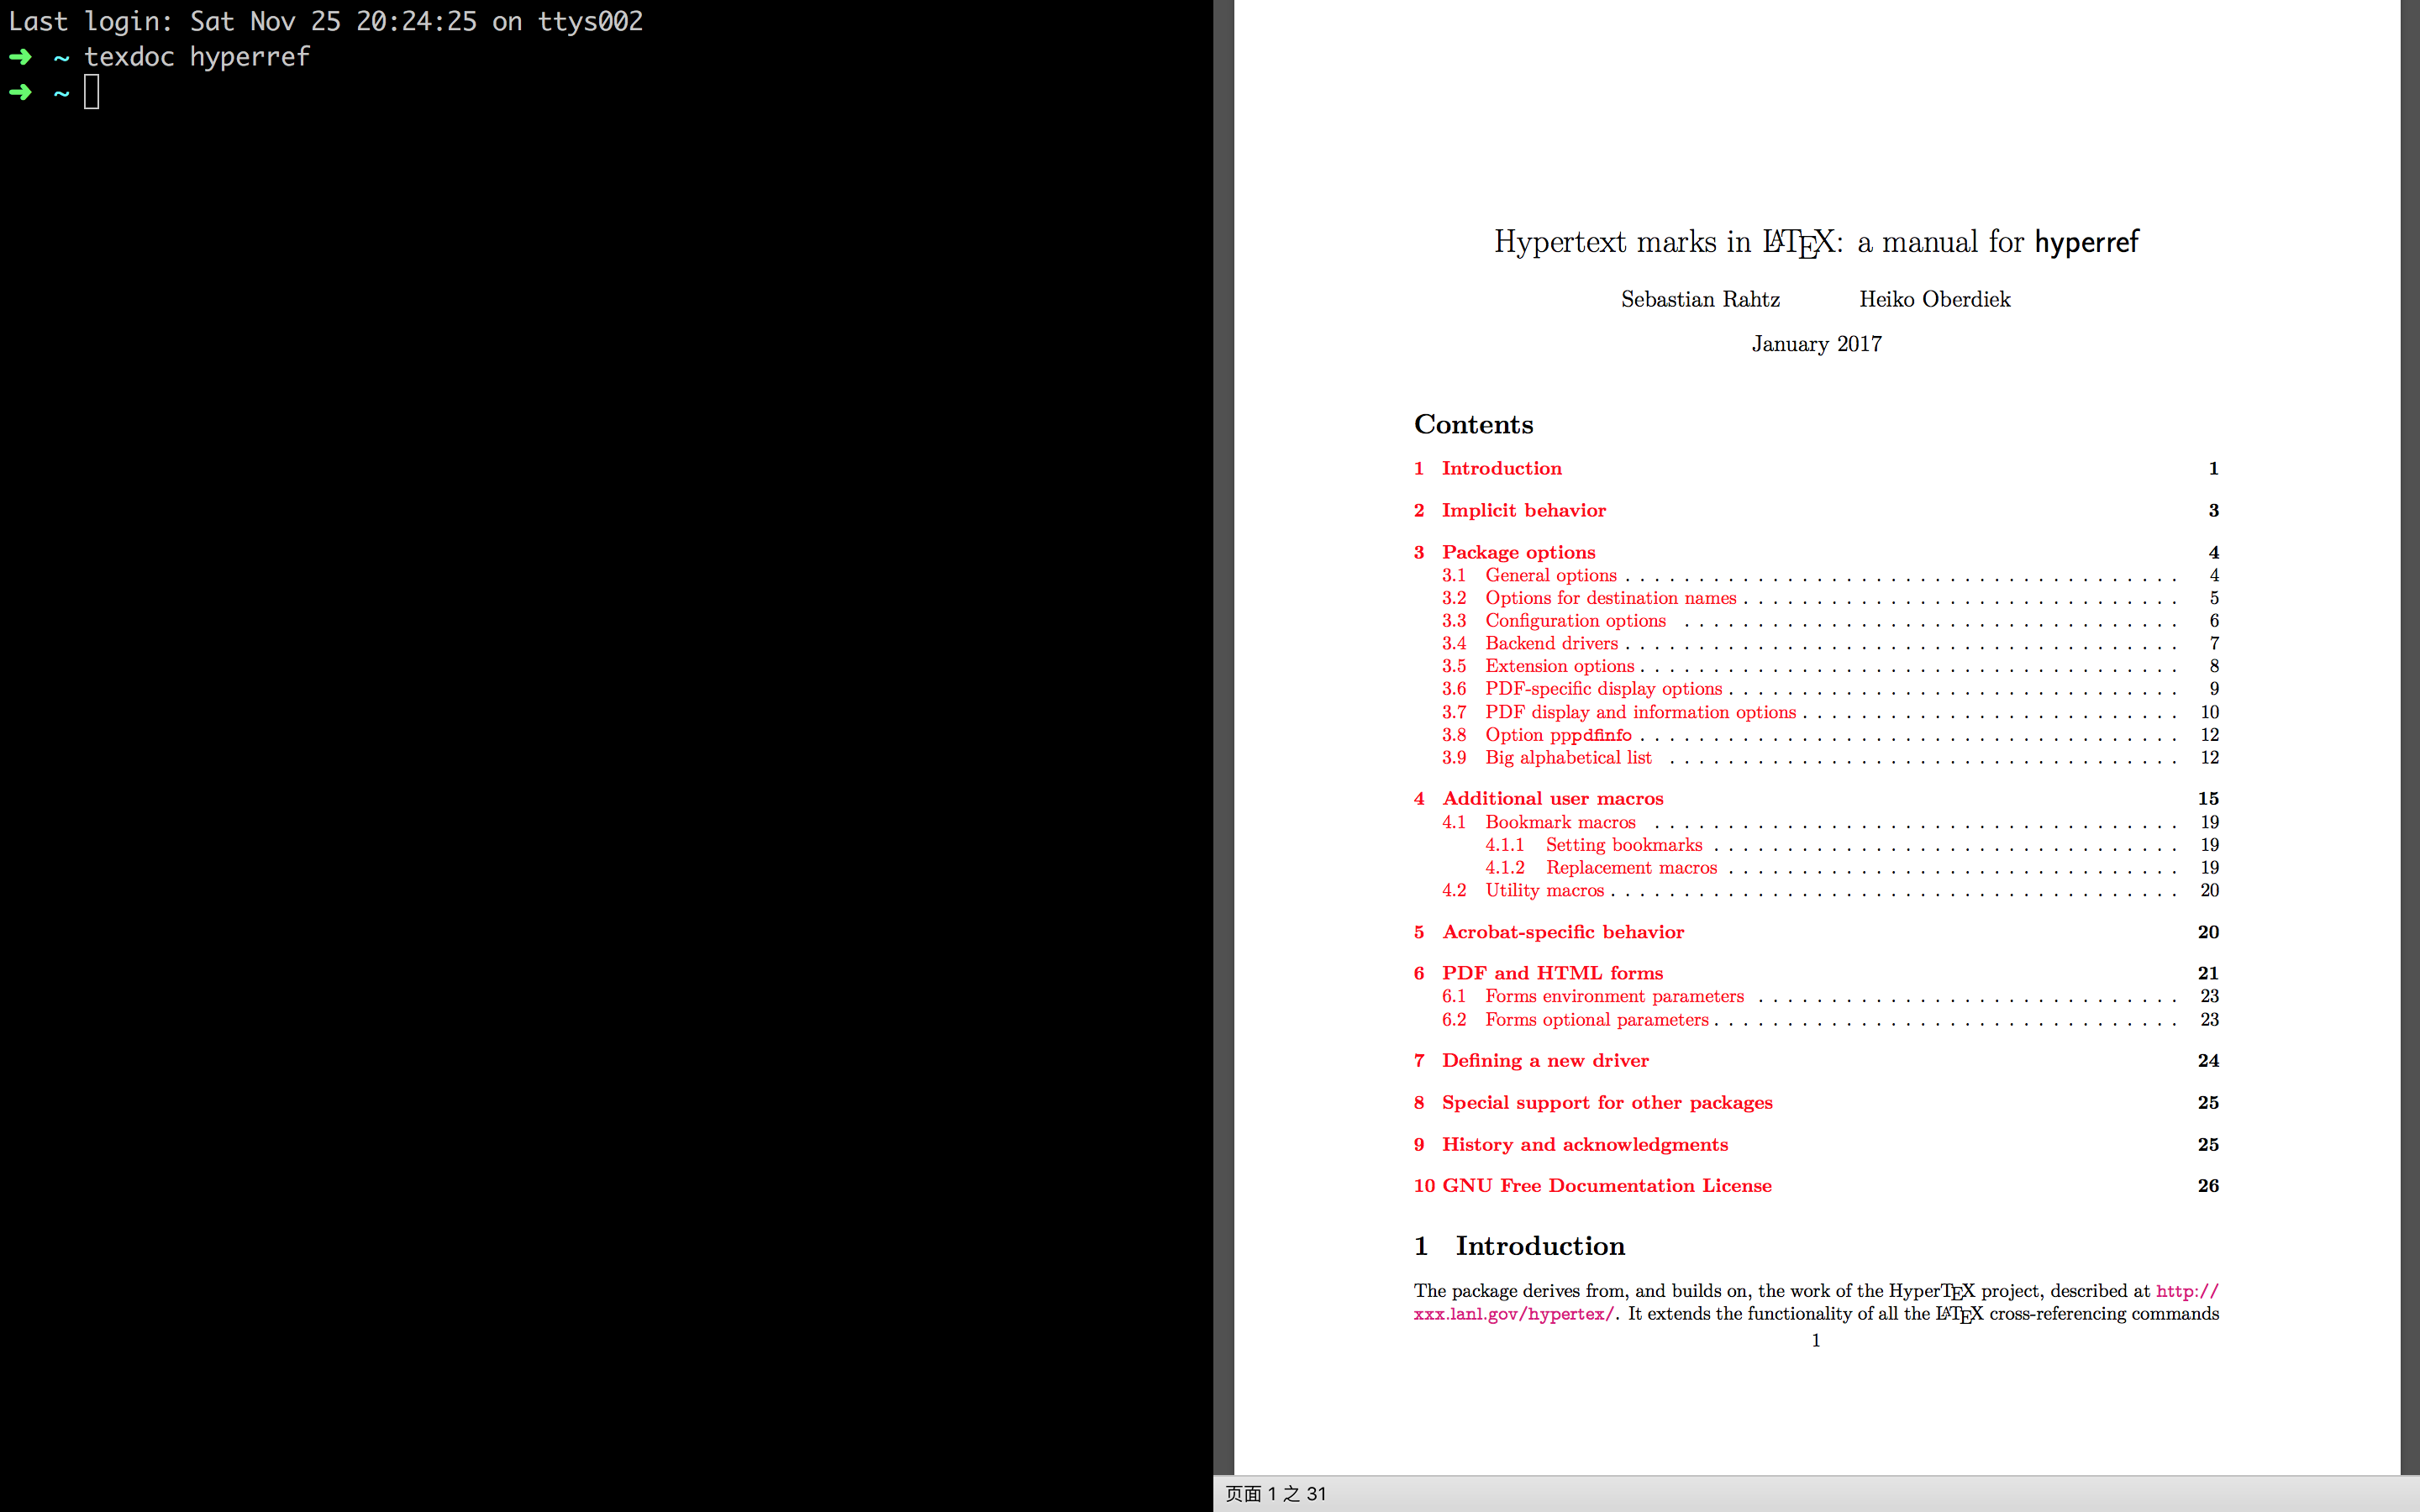 Last login: Sat Nov 25 20:24:25 on ttys002
➜ ~ texdoc hyperref
➜ ~
Hypertext marks in LATEX: a manual for hyperref
Sebastian Rahtz Heiko Oberdiek
January 2017
Contents
1 Introduction 1
2 Implicit behavior 3
3 Package options 4
3.1 General options . . . . . . . . . . . . . . . . . . . . . . . . . . . . . . . . . . . . . . 4
3.2 Options for destination names . . . . . . . . . . . . . . . . . . . . . . . . . . . . . . 5
3.3 Configuration options . . . . . . . . . . . . . . . . . . . . . . . . . . . . . . . . . . 6
3.4 Backend drivers . . . . . . . . . . . . . . . . . . . . . . . . . . . . . . . . . . . . . . 7
3.5 Extension options . . . . . . . . . . . . . . . . . . . . . . . . . . . . . . . . . . . . . 8
3.6 PDF-specific display options . . . . . . . . . . . . . . . . . . . . . . . . . . . . . . . 9
3.7 PDF display and information options . . . . . . . . . . . . . . . . . . . . . . . . . . 10
3.8 Option pppdfinfo . . . . . . . . . . . . . . . . . . . . . . . . . . . . . . . . . . . . . 12
3.9 Big alphabetical list . . . . . . . . . . . . . . . . . . . . . . . . . . . . . . . . . . . 12
4 Additional user macros 15
4.1 Bookmark macros . . . . . . . . . . . . . . . . . . . . . . . . . . . . . . . . . . . . 19
4.1.1 Setting bookmarks . . . . . . . . . . . . . . . . . . . . . . . . . . . . . . . . 19
4.1.2 Replacement macros . . . . . . . . . . . . . . . . . . . . . . . . . . . . . . . 19
4.2 Utility macros . . . . . . . . . . . . . . . . . . . . . . . . . . . . . . . . . . . . . . . 20
5 Acrobat-specific behavior 20
6 PDF and HTML forms 21
6.1 Forms environment parameters . . . . . . . . . . . . . . . . . . . . . . . . . . . . . 23
6.2 Forms optional parameters . . . . . . . . . . . . . . . . . . . . . . . . . . . . . . . . 23
7 Defining a new driver 24
8 Special support for other packages 25
9 History and acknowledgments 25
10 GNU Free Documentation License 26
1 Introduction
The package derives from, and builds on, the work of the HyperTEX project, described at http://
xxx.lanl.gov/hypertex/. It extends the functionality of all the LATEX cross-referencing commands
1
页面 1 之 31